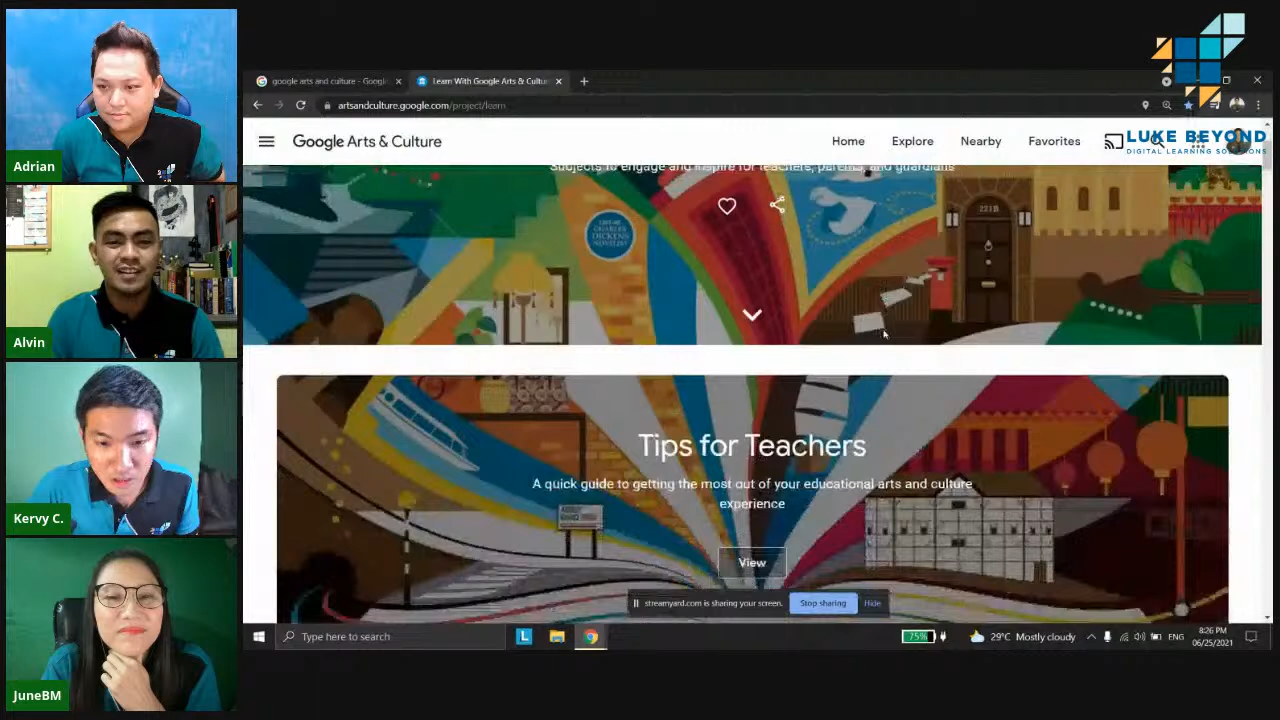 Adrian
Alvin
Kervy C.
JuneBM
google arts and culture - Google
Learn With Google Arts & Cultu
artsandculture.google.com/project/learn
Google Arts & Culture
Home
Explore
Nearby
Favorites
LUKE BEYOND
DIGITAL LEARNING SOLUTIONS
Subjects to engage and inspire for teachers, parents, and guardians
CHARLES
DICKENS
221B
Tips for Teachers
A quick guide to getting the most out of your educational arts and culture
experience
View
streamyard.com is sharing your screen.
Stop sharing
Hide
Type here to search
L
75%
29°C Mostly cloudy
ENG
8:26 PM
06/25/2021